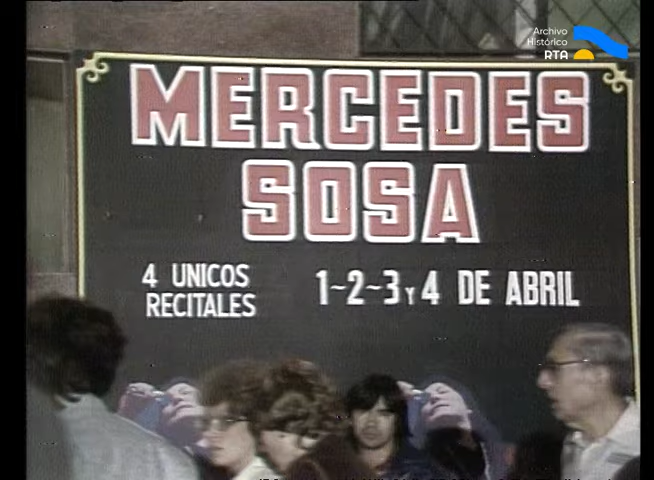 Archivo
Histórico
RTA
MERCEDES
SOSA
4 UNICOS
RECITALES
1~2~3 Y 4 DE ABRIL